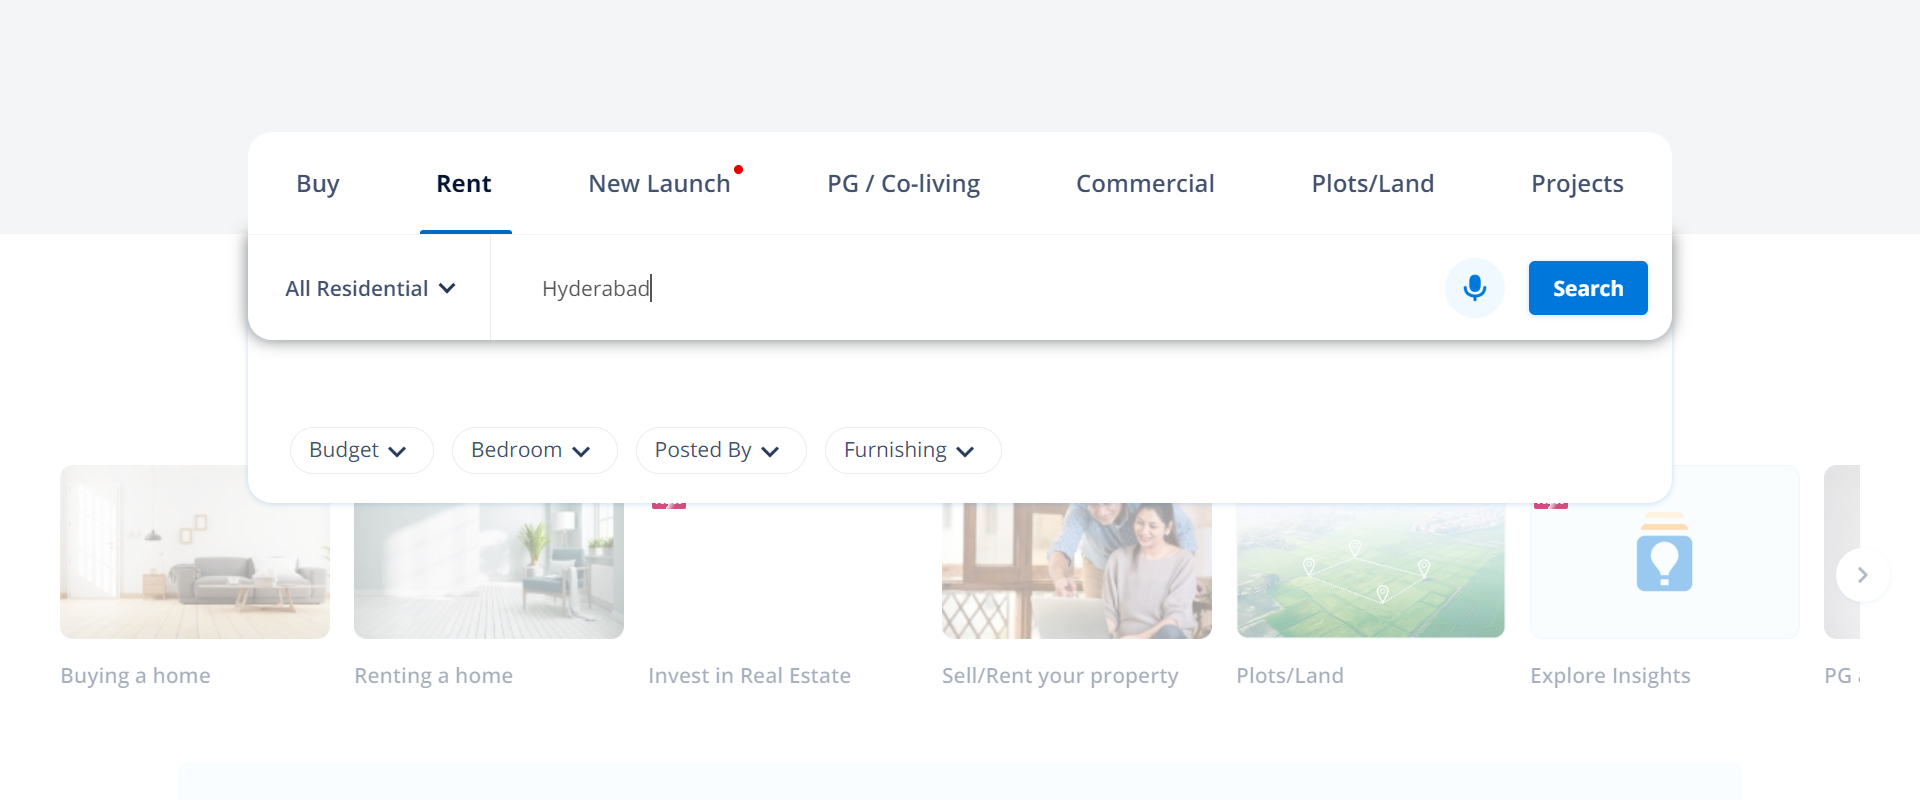 Buy Rent New Launch PG / Co-living Commercial Plots/Land Projects
All Residential Hyderabad Search
Budget Bedroom Posted By Furnishing
Buying a home Renting a home Invest in Real Estate Sell/Rent your property Plots/Land Explore Insights PG